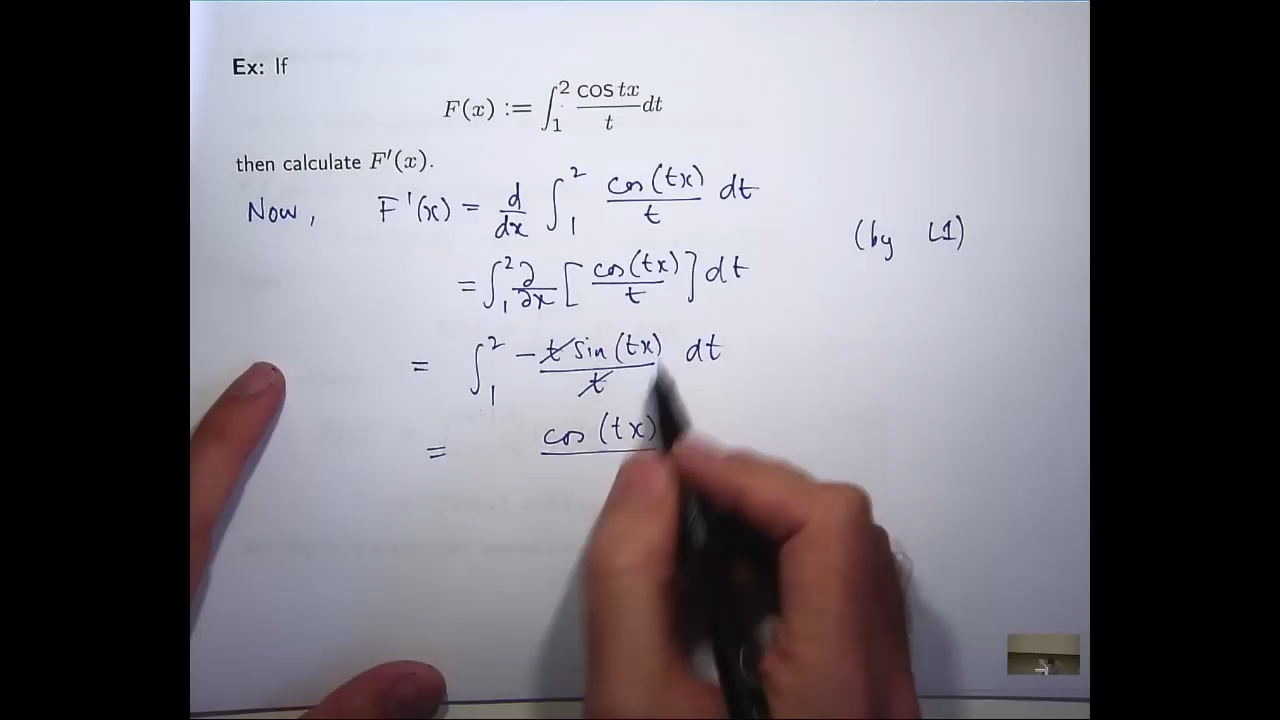 Ex: If
F(x) := ∫₁² cos tx / t dt
then calculate F′(x).
Now, F'(x) = d/dx ∫₁² cos(tx)/t dt
(by L1)
= ∫₁² ∂/∂x [cos(tx)/t] dt
= ∫₁² -t sin(tx)/t dt
= cos(tx)